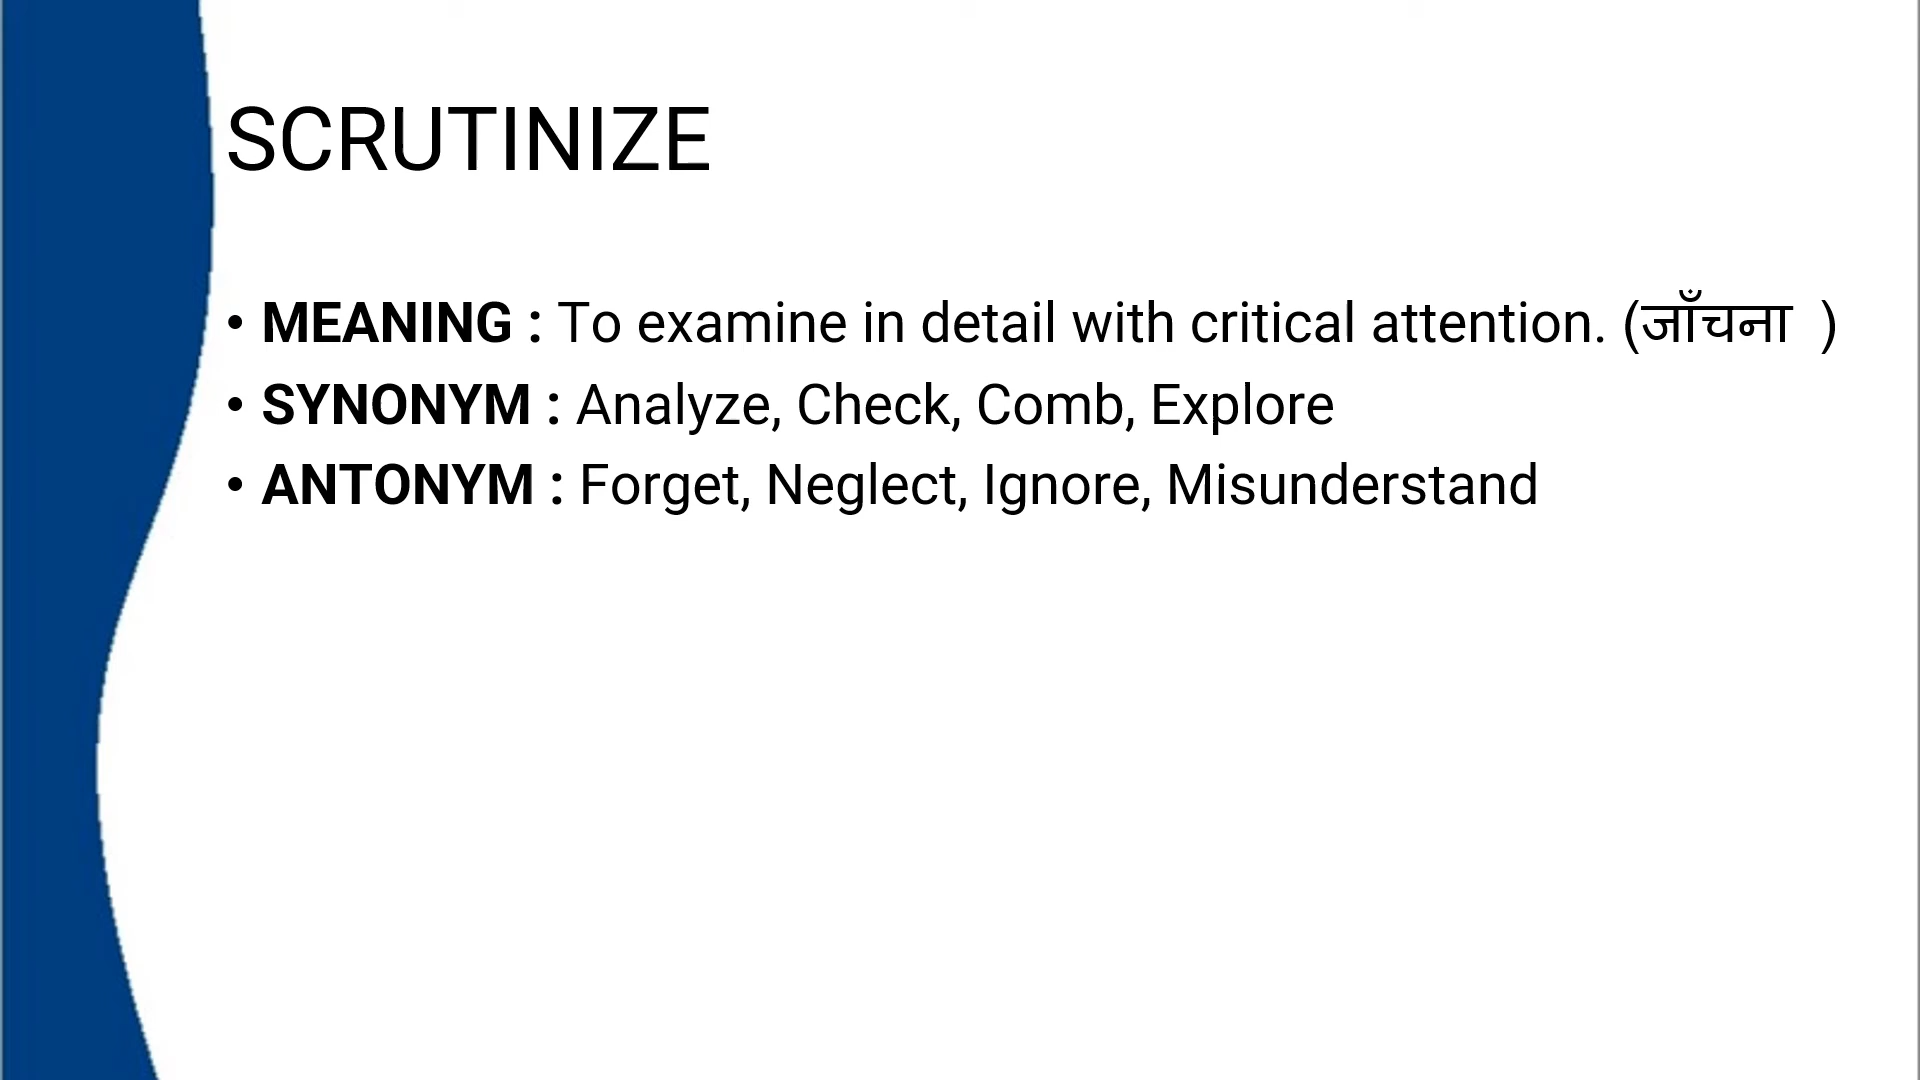 SCRUTINIZE
• MEANING : To examine in detail with critical attention. (जाँचना )
• SYNONYM : Analyze, Check, Comb, Explore
• ANTONYM : Forget, Neglect, Ignore, Misunderstand